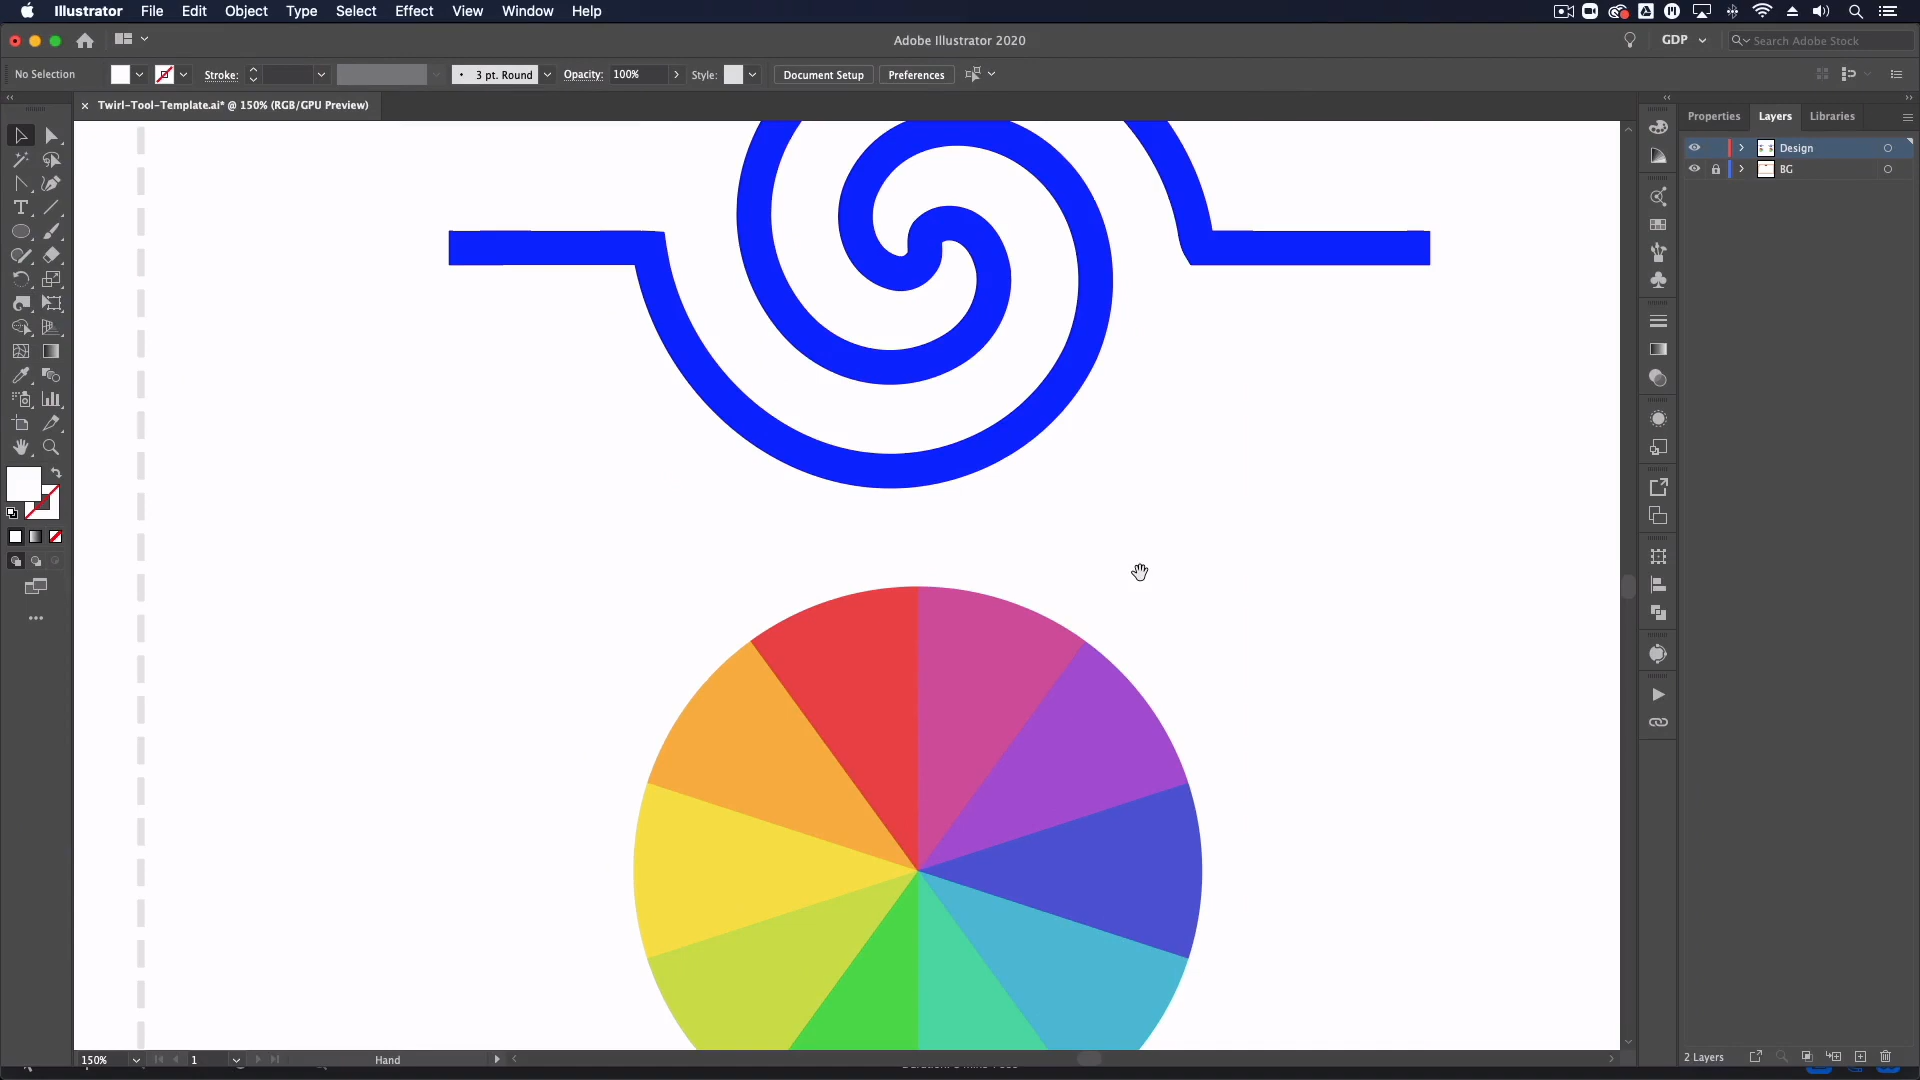 Illustrator File Edit Object Type Select Effect View Window Help
Adobe Illustrator 2020
GDP
Search Adobe Stock
No Selection
Stroke:
3 pt. Round
Opacity: 100%
Style:
Document Setup
Preferences
Twirl-Tool-Template.ai* @ 150% (RGB/GPU Preview)
Properties Layers Libraries
Design
BG
150%
1
Hand
2 Layers